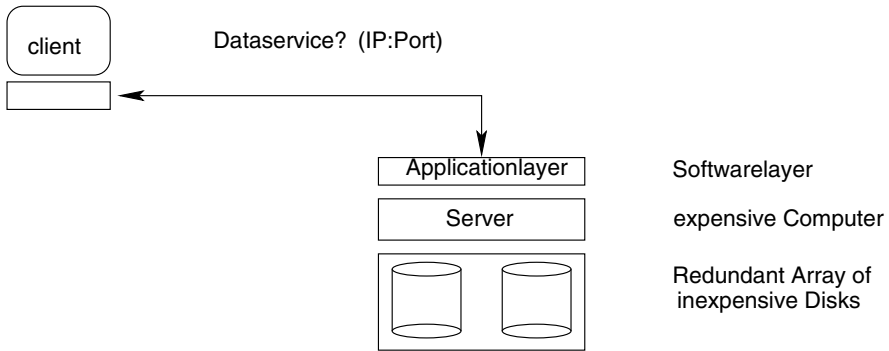 client
Dataservice? (IP:Port)
Applicationlayer
Softwarelayer
Server
expensive Computer
Redundant Array of
inexpensive Disks